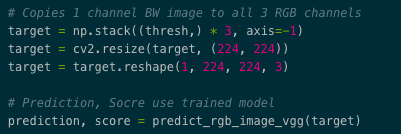 # Copies 1 channel BW image to all 3 RGB channels
target = np.stack((thresh,) * 3, axis=-1)
target = cv2.resize(target, (224, 224))
target = target.reshape(1, 224, 224, 3)
# Prediction, Socre use trained model
prediction, score = predict_rgb_image_vgg(target)